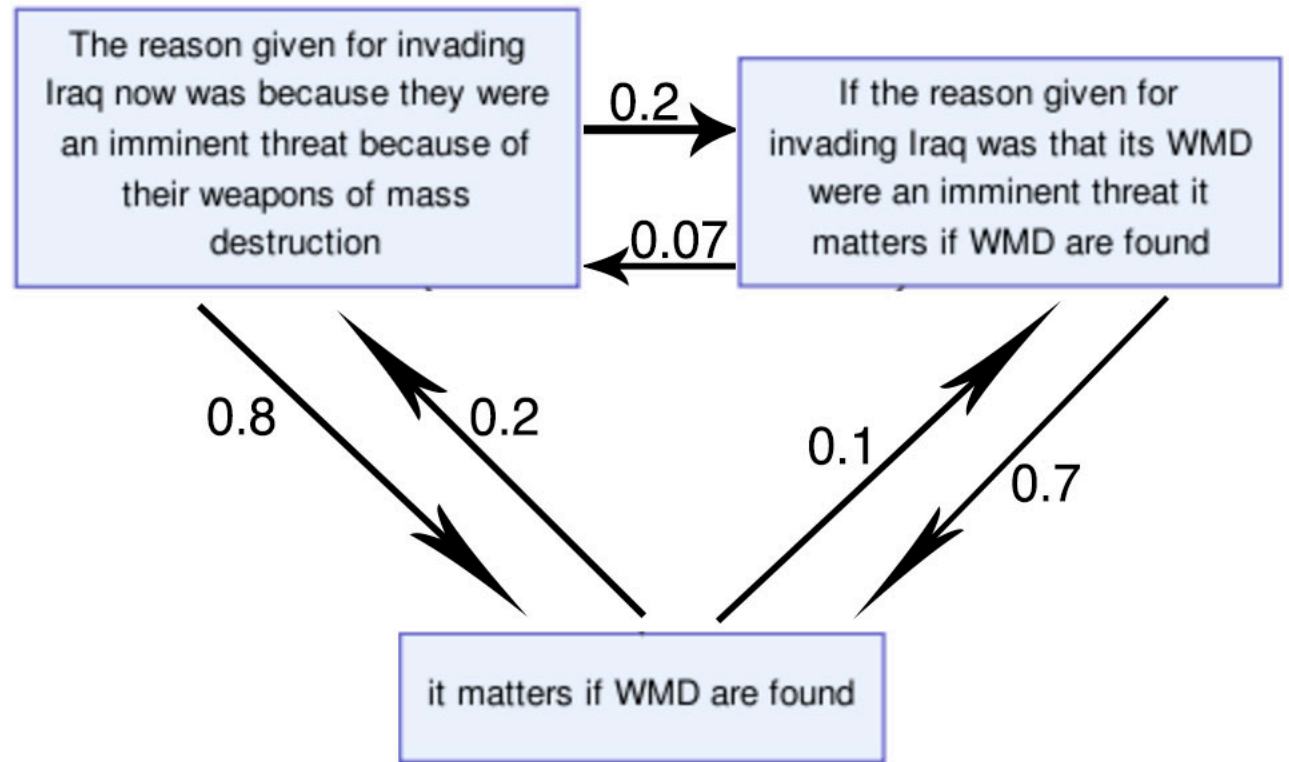 The reason given for invading
Iraq now was because they were
an imminent threat because of
their weapons of mass
destruction
0.2
0.07
If the reason given for
invading Iraq was that its WMD
were an imminent threat it
matters if WMD are found
0.8
0.2
0.1
0.7
it matters if WMD are found